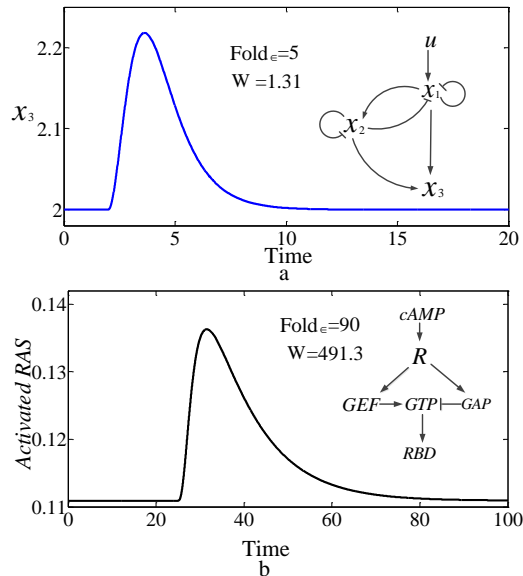 2.2
2.1
2
x₃
Fold∈=5
W =1.31
u
x₁
x₂
x₃
0 5 10 15 20
Time
a
0.14
0.13
0.12
0.11
Activated RAS
Fold∈=90
W=491.3
cAMP
R
GEF GTP GAP
RBD
0 20 40 60 80 100
Time
b